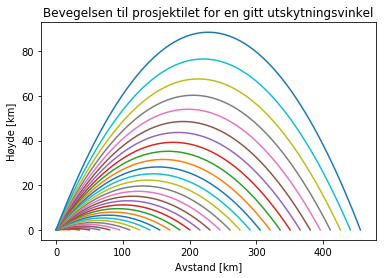 Bevegelsen til prosjektilet for en gitt utskytningsvinkel
Høyde [km]
80
60
40
20
0
0 100 200 300 400
Avstand [km]